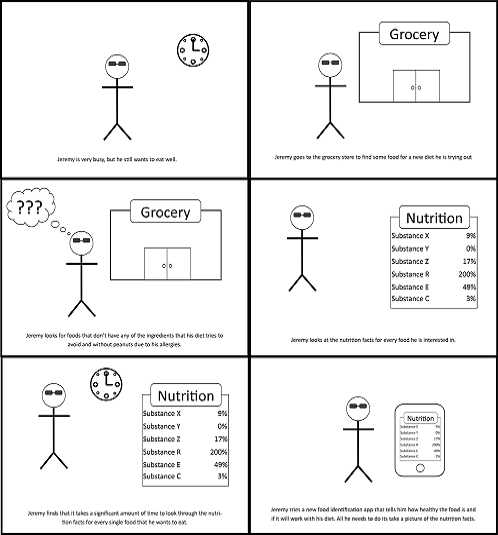 Jeremy is very busy, but he still wants to eat well.
Grocery
Jeremy goes to the grocery store to find some food for a new diet he is trying out
???
Grocery
Jeremy looks for foods that don't have any of the ingredients that his diet tries to
avoid and without peanuts due to his allergies.
Nutrition
Substance X 9%
Substance Y 0%
Substance Z 17%
Substance R 200%
Substance E 49%
Substance C 3%
Jeremy looks at the nutrition facts for every food he is interested in.
Nutrition
Substance X 9%
Substance Y 0%
Substance Z 17%
Substance R 200%
Substance E 49%
Substance C 3%
Jeremy finds that it takes a significant amount of time to look through the nutri-
tion facts for every single food that he wants to eat.
Nutrition
Substance X 9%
Substance Y 0%
Substance Z 17%
Substance R 200%
Substance E 49%
Substance C 3%
Jeremy tries a new food identification app that tells him how healthy the food is and
if it will work with his diet. All he needs to do its take a picture of the nutrition facts.